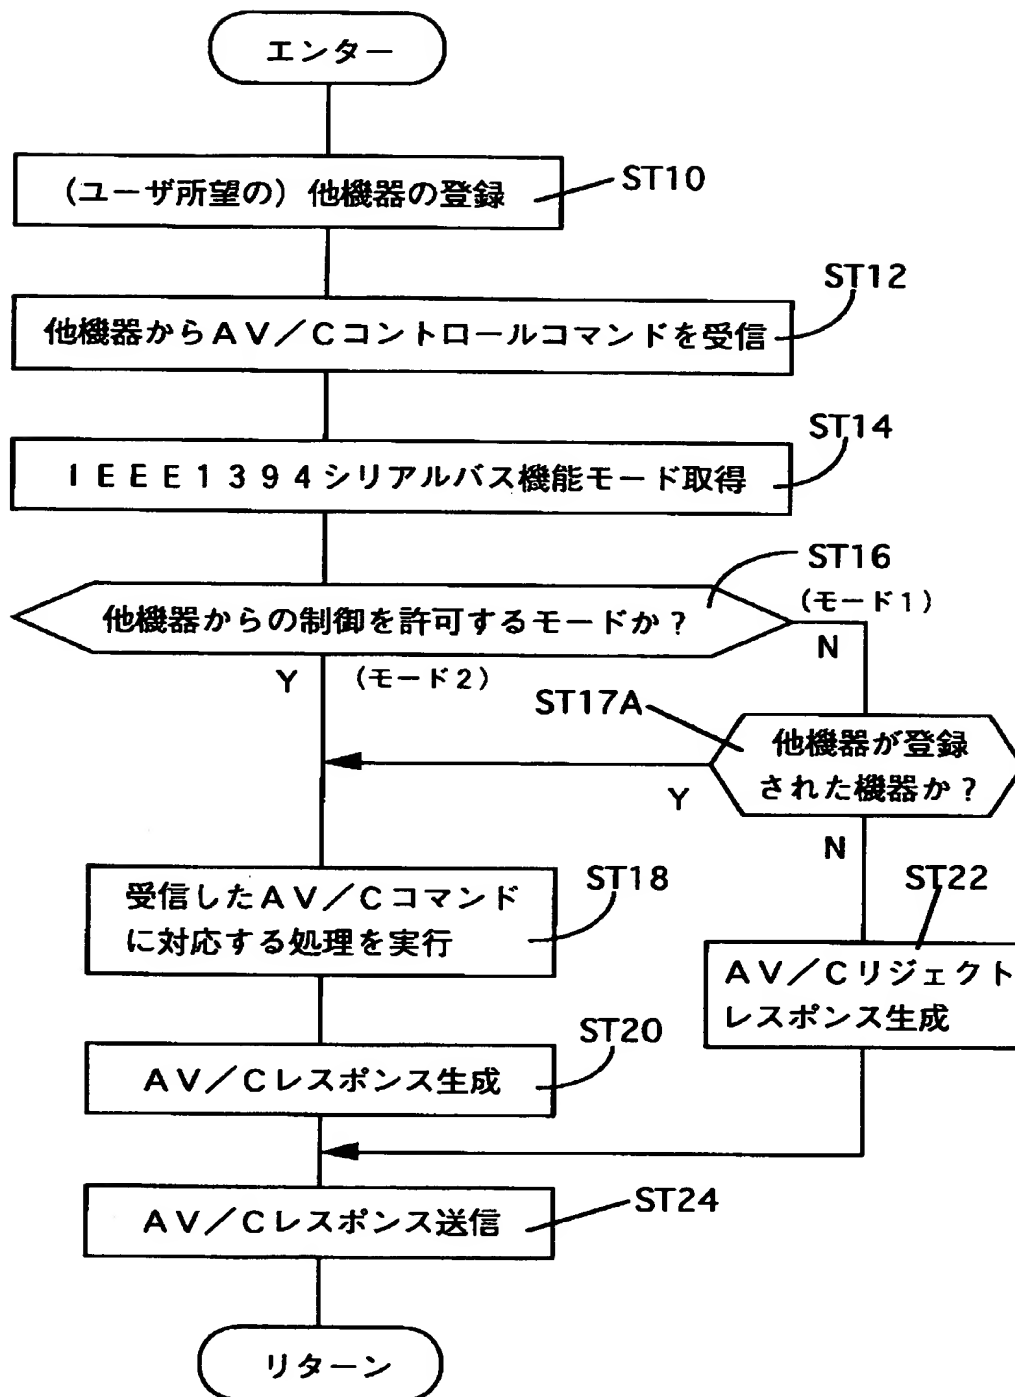 エンター
(ユーザ所望の)他機器の登録
ST10
ST12
他機器からAV/Cコントロールコマンドを受信
ST14
IEEE1394シリアルバス機能モード取得
ST16
他機器からの制御を許可するモードか?
(モード1)
N
Y
(モード2)
ST17A
他機器が登録
された機器か?
Y
N
ST18
受信したAV/Cコマンド
に対応する処理を実行
ST22
AV/Cリジェクト
レスポンス生成
ST20
AV/Cレスポンス生成
AV/Cレスポンス送信
ST24
リターン